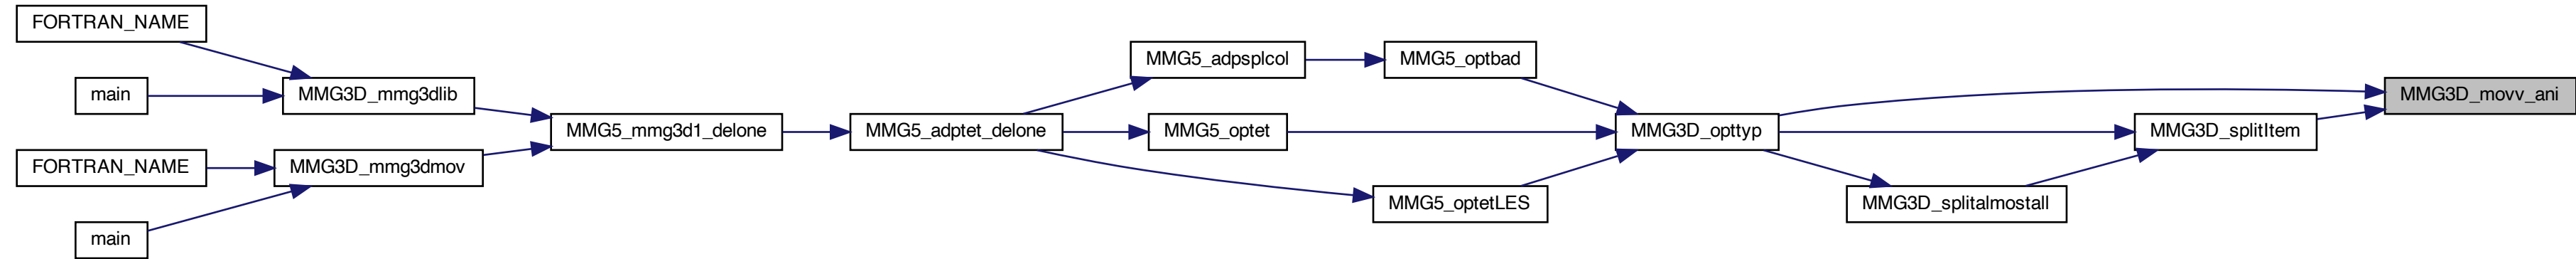 FORTRAN_NAME
main
MMG3D_mmg3dlib
FORTRAN_NAME
main
MMG3D_mmg3dmov
MMG5_mmg3d1_delone
MMG5_adptet_delone
MMG5_adpsplcol
MMG5_optet
MMG5_optetLES
MMG5_optbad
MMG3D_opttyp
MMG3D_splitalmostall
MMG3D_splitItem
MMG3D_movv_ani